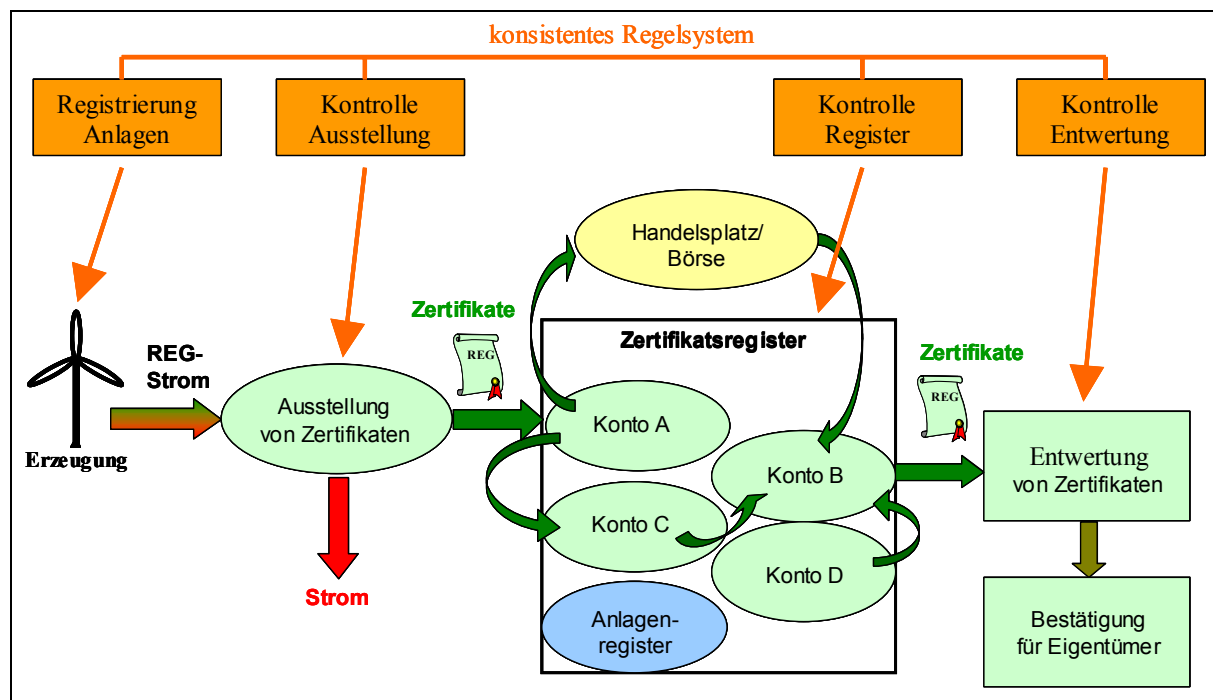 konsistentes Regelsystem
Registrierung
Anlagen
Kontrolle
Ausstellung
Kontrolle
Register
Kontrolle
Entwertung
Handelsplatz/
Börse
Zertifikate
REG
Zertifikatsregister
Zertifikate
REG
REG-
Strom
Erzeugung
Ausstellung
von Zertifikaten
Strom
Konto A
Konto B
Konto C
Konto D
Anlagen-
register
Entwertung
von Zertifikaten
Bestätigung
für Eigentümer